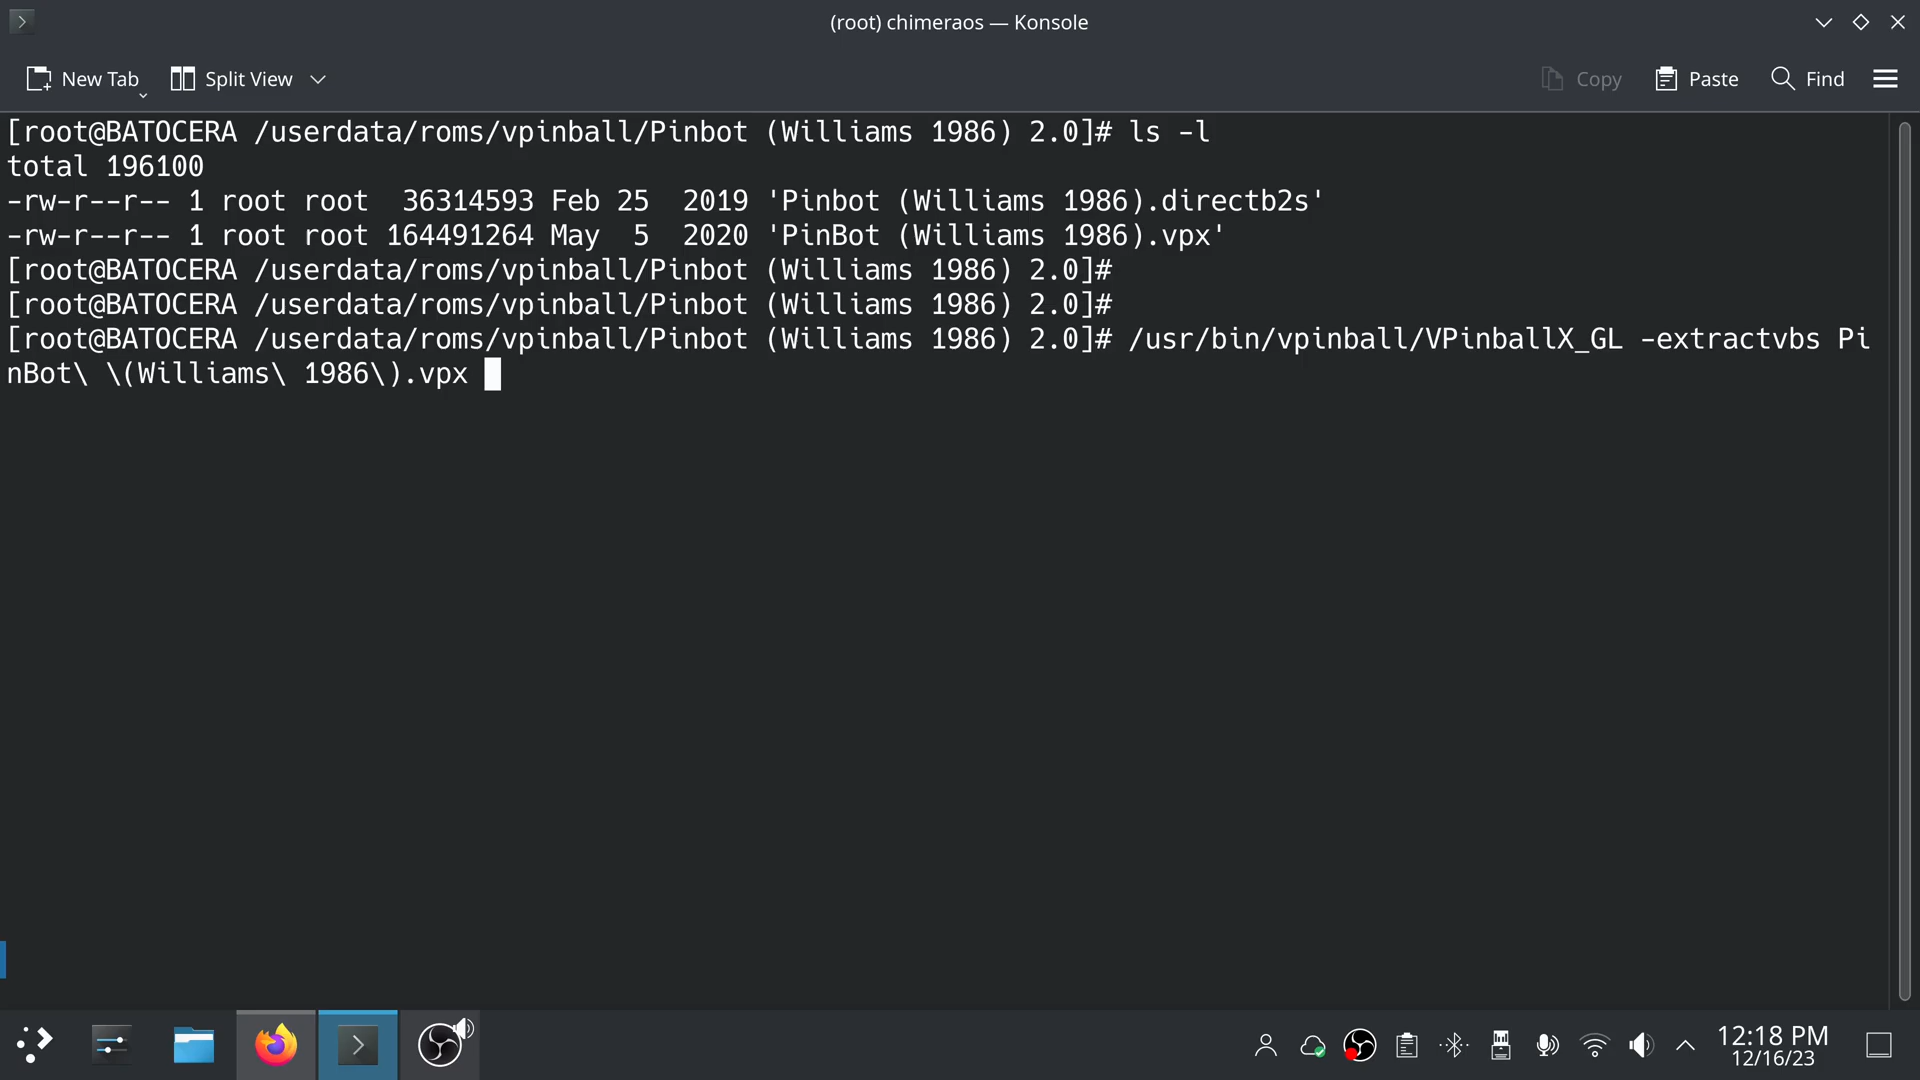 (root) chimeraos — Konsole
New Tab
Split View
Copy
Paste
Find
[root@BATOCERA /userdata/roms/vpinball/Pinbot (Williams 1986) 2.0]# ls -l
total 196100
-rw-r--r-- 1 root root  36314593 Feb 25  2019 'Pinbot (Williams 1986).directb2s'
-rw-r--r-- 1 root root 164491264 May  5  2020 'PinBot (Williams 1986).vpx'
[root@BATOCERA /userdata/roms/vpinball/Pinbot (Williams 1986) 2.0]#
[root@BATOCERA /userdata/roms/vpinball/Pinbot (Williams 1986) 2.0]#
[root@BATOCERA /userdata/roms/vpinball/Pinbot (Williams 1986) 2.0]# /usr/bin/vpinball/VPinballX_GL -extractvbs Pi
nBot\ \(Williams\ 1986\).vpx
12:18 PM
12/16/23